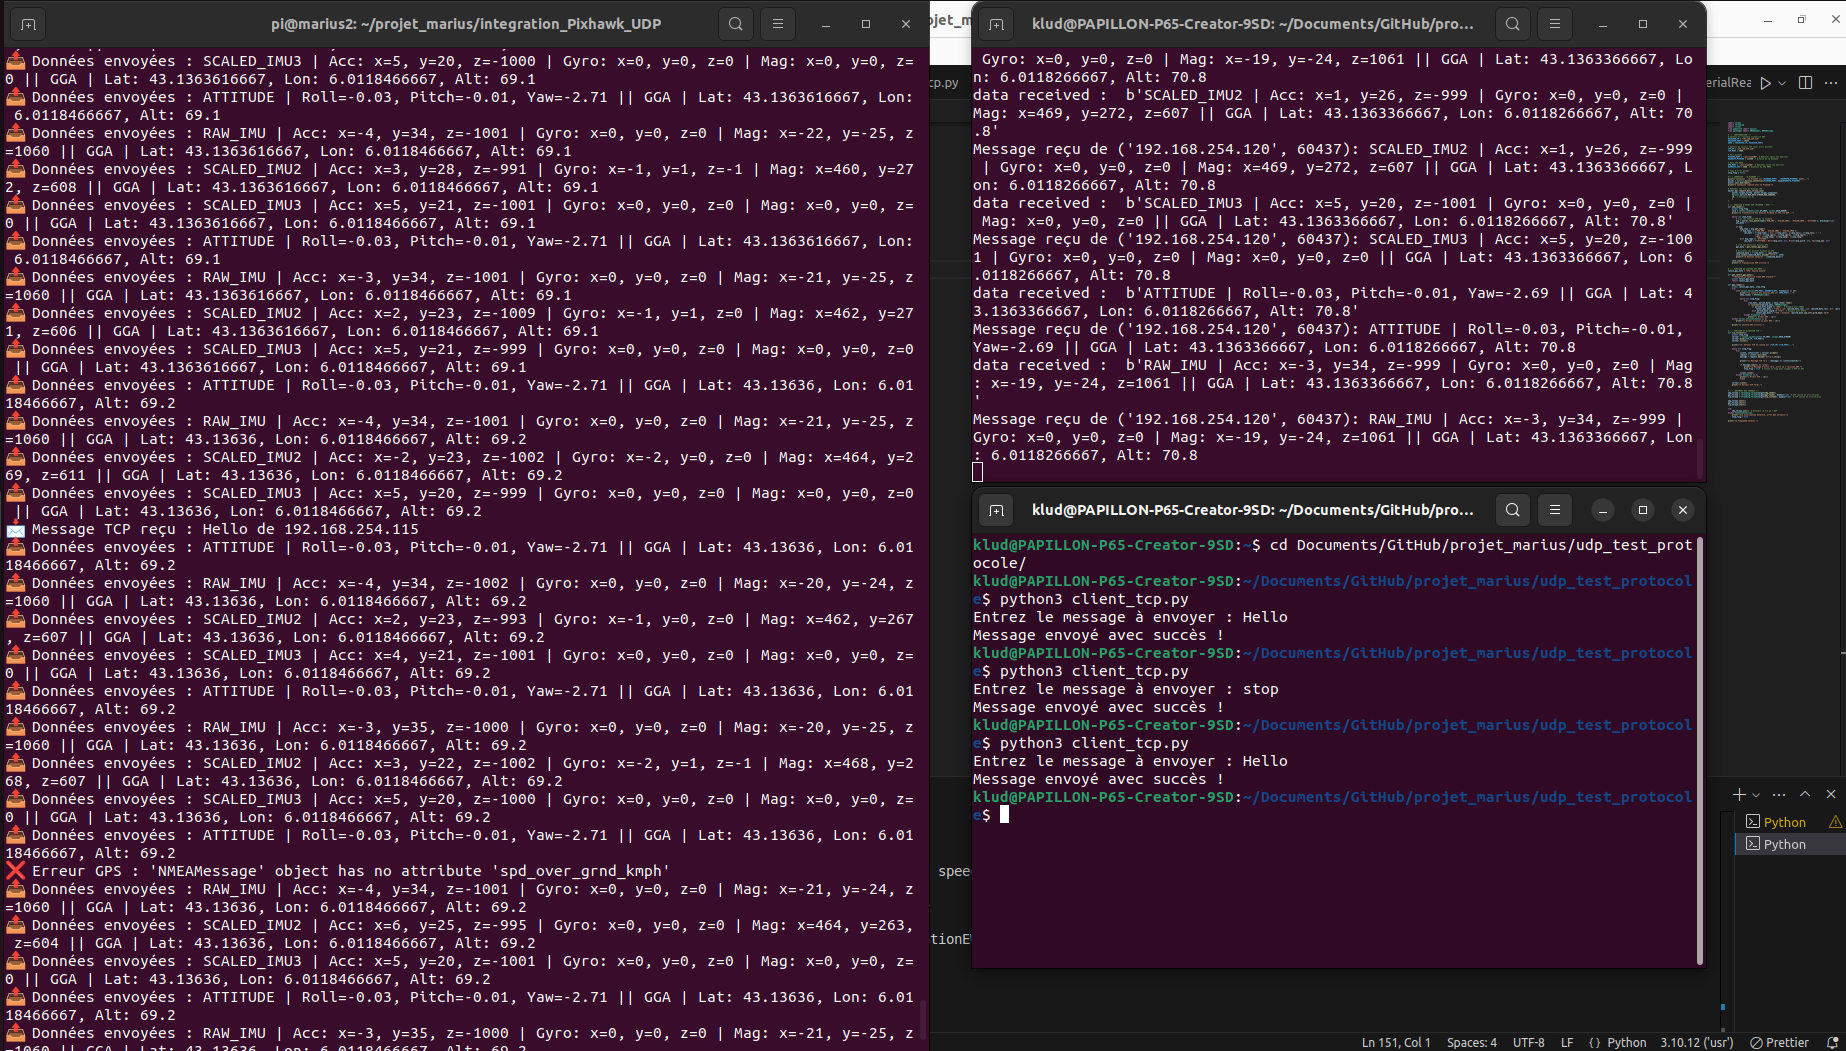 pi@marius2: ~/projet_marius/integration_Pixhawk_UDP
📤 Données envoyées : SCALED_IMU3 | Acc: x=5, y=20, z=-1000 | Gyro: x=0, y=0, z=0 | Mag: x=0, y=0, z=
0 || GGA | Lat: 43.1363616667, Lon: 6.0118466667, Alt: 69.1
📤 Données envoyées : ATTITUDE | Roll=-0.03, Pitch=-0.01, Yaw=-2.71 || GGA | Lat: 43.1363616667, Lon:
 6.0118466667, Alt: 69.1
📤 Données envoyées : RAW_IMU | Acc: x=-4, y=34, z=-1001 | Gyro: x=0, y=0, z=0 | Mag: x=-22, y=-25, z
=1060 || GGA | Lat: 43.1363616667, Lon: 6.0118466667, Alt: 69.1
📤 Données envoyées : SCALED_IMU2 | Acc: x=3, y=28, z=-991 | Gyro: x=-1, y=1, z=-1 | Mag: x=460, y=27
2, z=608 || GGA | Lat: 43.1363616667, Lon: 6.0118466667, Alt: 69.1
📤 Données envoyées : SCALED_IMU3 | Acc: x=5, y=21, z=-1001 | Gyro: x=0, y=0, z=0 | Mag: x=0, y=0, z=
0 || GGA | Lat: 43.1363616667, Lon: 6.0118466667, Alt: 69.1
📤 Données envoyées : ATTITUDE | Roll=-0.03, Pitch=-0.01, Yaw=-2.71 || GGA | Lat: 43.1363616667, Lon:
 6.0118466667, Alt: 69.1
📤 Données envoyées : RAW_IMU | Acc: x=-3, y=34, z=-1001 | Gyro: x=0, y=0, z=0 | Mag: x=-21, y=-25, z
=1060 || GGA | Lat: 43.1363616667, Lon: 6.0118466667, Alt: 69.1
📤 Données envoyées : SCALED_IMU2 | Acc: x=2, y=23, z=-1009 | Gyro: x=-1, y=1, z=0 | Mag: x=462, y=27
1, z=606 || GGA | Lat: 43.1363616667, Lon: 6.0118466667, Alt: 69.1
📤 Données envoyées : SCALED_IMU3 | Acc: x=5, y=21, z=-999 | Gyro: x=0, y=0, z=0 | Mag: x=0, y=0, z=0
 || GGA | Lat: 43.1363616667, Lon: 6.0118466667, Alt: 69.1
📤 Données envoyées : ATTITUDE | Roll=-0.03, Pitch=-0.01, Yaw=-2.71 || GGA | Lat: 43.13636, Lon: 6.01
18466667, Alt: 69.2
📤 Données envoyées : RAW_IMU | Acc: x=-4, y=34, z=-1001 | Gyro: x=0, y=0, z=0 | Mag: x=-21, y=-25, z
=1060 || GGA | Lat: 43.13636, Lon: 6.0118466667, Alt: 69.2
📤 Données envoyées : SCALED_IMU2 | Acc: x=-2, y=23, z=-1002 | Gyro: x=-2, y=0, z=0 | Mag: x=464, y=2
69, z=611 || GGA | Lat: 43.13636, Lon: 6.0118466667, Alt: 69.2
📤 Données envoyées : SCALED_IMU3 | Acc: x=5, y=20, z=-999 | Gyro: x=0, y=0, z=0 | Mag: x=0, y=0, z=0
 || GGA | Lat: 43.13636, Lon: 6.0118466667, Alt: 69.2
📩 Message TCP reçu : Hello de 192.168.254.115
📤 Données envoyées : ATTITUDE | Roll=-0.03, Pitch=-0.01, Yaw=-2.71 || GGA | Lat: 43.13636, Lon: 6.01
18466667, Alt: 69.2
📤 Données envoyées : RAW_IMU | Acc: x=-4, y=34, z=-1002 | Gyro: x=0, y=0, z=0 | Mag: x=-20, y=-24, z
=1060 || GGA | Lat: 43.13636, Lon: 6.0118466667, Alt: 69.2
📤 Données envoyées : SCALED_IMU2 | Acc: x=2, y=23, z=-993 | Gyro: x=-1, y=0, z=0 | Mag: x=462, y=267
, z=607 || GGA | Lat: 43.13636, Lon: 6.0118466667, Alt: 69.2
📤 Données envoyées : SCALED_IMU3 | Acc: x=4, y=21, z=-1001 | Gyro: x=0, y=0, z=0 | Mag: x=0, y=0, z=
0 || GGA | Lat: 43.13636, Lon: 6.0118466667, Alt: 69.2
📤 Données envoyées : ATTITUDE | Roll=-0.03, Pitch=-0.01, Yaw=-2.71 || GGA | Lat: 43.13636, Lon: 6.01
18466667, Alt: 69.2
📤 Données envoyées : RAW_IMU | Acc: x=-3, y=35, z=-1000 | Gyro: x=0, y=0, z=0 | Mag: x=-20, y=-25, z
=1060 || GGA | Lat: 43.13636, Lon: 6.0118466667, Alt: 69.2
📤 Données envoyées : SCALED_IMU2 | Acc: x=3, y=22, z=-1002 | Gyro: x=-2, y=1, z=-1 | Mag: x=468, y=2
68, z=607 || GGA | Lat: 43.13636, Lon: 6.0118466667, Alt: 69.2
📤 Données envoyées : SCALED_IMU3 | Acc: x=5, y=20, z=-1000 | Gyro: x=0, y=0, z=0 | Mag: x=0, y=0, z=
0 || GGA | Lat: 43.13636, Lon: 6.0118466667, Alt: 69.2
📤 Données envoyées : ATTITUDE | Roll=-0.03, Pitch=-0.01, Yaw=-2.71 || GGA | Lat: 43.13636, Lon: 6.01
18466667, Alt: 69.2
❌ Erreur GPS : 'NMEAMessage' object has no attribute 'spd_over_grnd_kmph'
📤 Données envoyées : RAW_IMU | Acc: x=-4, y=34, z=-1001 | Gyro: x=0, y=0, z=0 | Mag: x=-21, y=-24, z
=1060 || GGA | Lat: 43.13636, Lon: 6.0118466667, Alt: 69.2
📤 Données envoyées : SCALED_IMU2 | Acc: x=6, y=25, z=-995 | Gyro: x=0, y=0, z=0 | Mag: x=464, y=263,
 z=604 || GGA | Lat: 43.13636, Lon: 6.0118466667, Alt: 69.2
📤 Données envoyées : SCALED_IMU3 | Acc: x=5, y=20, z=-1001 | Gyro: x=0, y=0, z=0 | Mag: x=0, y=0, z=
0 || GGA | Lat: 43.13636, Lon: 6.0118466667, Alt: 69.2
📤 Données envoyées : ATTITUDE | Roll=-0.03, Pitch=-0.01, Yaw=-2.71 || GGA | Lat: 43.13636, Lon: 6.01
18466667, Alt: 69.2
📤 Données envoyées : RAW_IMU | Acc: x=-3, y=35, z=-1000 | Gyro: x=0, y=0, z=0 | Mag: x=-21, y=-25, z
=1060 || GGA | Lat: 43.13636, Lon: 6.0118466667, Alt: 69.2
ojet_m
cp.py
erialRea
klud@PAPILLON-P65-Creator-9SD: ~/Documents/GitHub/pro...
 Gyro: x=0, y=0, z=0 | Mag: x=-19, y=-24, z=1061 || GGA | Lat: 43.1363366667, Lo
n: 6.0118266667, Alt: 70.8
data received :  b'SCALED_IMU2 | Acc: x=1, y=26, z=-999 | Gyro: x=0, y=0, z=0 |
Mag: x=469, y=272, z=607 || GGA | Lat: 43.1363366667, Lon: 6.0118266667, Alt: 70
.8'
Message reçu de ('192.168.254.120', 60437): SCALED_IMU2 | Acc: x=1, y=26, z=-999
 | Gyro: x=0, y=0, z=0 | Mag: x=469, y=272, z=607 || GGA | Lat: 43.1363366667, L
on: 6.0118266667, Alt: 70.8
data received :  b'SCALED_IMU3 | Acc: x=5, y=20, z=-1001 | Gyro: x=0, y=0, z=0 |
 Mag: x=0, y=0, z=0 || GGA | Lat: 43.1363366667, Lon: 6.0118266667, Alt: 70.8'
Message reçu de ('192.168.254.120', 60437): SCALED_IMU3 | Acc: x=5, y=20, z=-100
1 | Gyro: x=0, y=0, z=0 | Mag: x=0, y=0, z=0 || GGA | Lat: 43.1363366667, Lon: 6
.0118266667, Alt: 70.8
data received :  b'ATTITUDE | Roll=-0.03, Pitch=-0.01, Yaw=-2.69 || GGA | Lat: 4
3.1363366667, Lon: 6.0118266667, Alt: 70.8'
Message reçu de ('192.168.254.120', 60437): ATTITUDE | Roll=-0.03, Pitch=-0.01,
Yaw=-2.69 || GGA | Lat: 43.1363366667, Lon: 6.0118266667, Alt: 70.8
data received :  b'RAW_IMU | Acc: x=-3, y=34, z=-999 | Gyro: x=0, y=0, z=0 | Mag
: x=-19, y=-24, z=1061 || GGA | Lat: 43.1363366667, Lon: 6.0118266667, Alt: 70.8
'
Message reçu de ('192.168.254.120', 60437): RAW_IMU | Acc: x=-3, y=34, z=-999 |
Gyro: x=0, y=0, z=0 | Mag: x=-19, y=-24, z=1061 || GGA | Lat: 43.1363366667, Lon
: 6.0118266667, Alt: 70.8
klud@PAPILLON-P65-Creator-9SD: ~/Documents/GitHub/pro...
klud@PAPILLON-P65-Creator-9SD:~$ cd Documents/GitHub/projet_marius/udp_test_prot
ocole/
klud@PAPILLON-P65-Creator-9SD:~/Documents/GitHub/projet_marius/udp_test_protocol
e$ python3 client_tcp.py
Entrez le message à envoyer : Hello
Message envoyé avec succès !
klud@PAPILLON-P65-Creator-9SD:~/Documents/GitHub/projet_marius/udp_test_protocol
e$ python3 client_tcp.py
Entrez le message à envoyer : stop
Message envoyé avec succès !
klud@PAPILLON-P65-Creator-9SD:~/Documents/GitHub/projet_marius/udp_test_protocol
e$ python3 client_tcp.py
Entrez le message à envoyer : Hello
Message envoyé avec succès !
klud@PAPILLON-P65-Creator-9SD:~/Documents/GitHub/projet_marius/udp_test_protocol
e$
spee
tionE
Python
Python
Ln 151, Col 1 Spaces: 4 UTF-8 LF { } Python 3.10.12 ('usr') Prettier